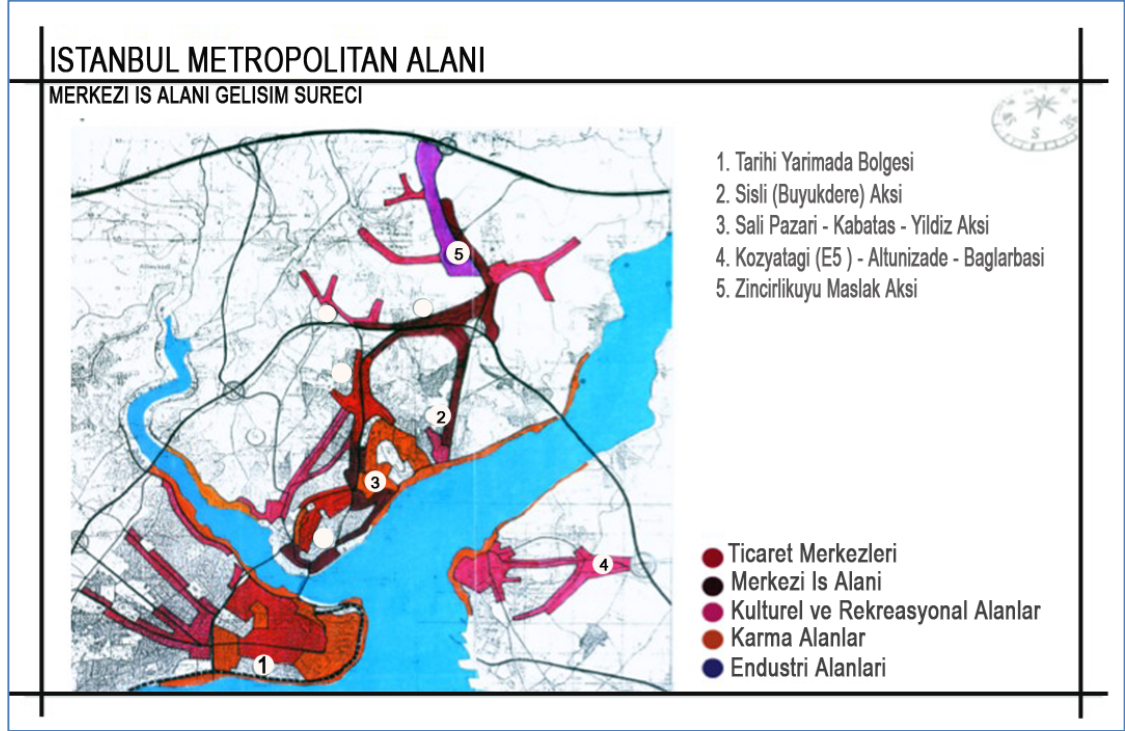 ISTANBUL METROPOLITAN ALANI
MERKEZI IS ALANI GELISIM SURECI
S
1. Tarihi Yarimada Bolgesi
2. Sisli (Buyukdere) Aksi
3. Sali Pazari - Kabatas - Yildiz Aksi
4. Kozyatagi (E5 ) - Altunizade - Baglarbasi
5. Zincirlikuyu Maslak Aksi
5
2
3
4
1
Ticaret Merkezleri
Merkezi Is Alani
Kulturel ve Rekreasyonal Alanlar
Karma Alanlar
Endustri Alanlari